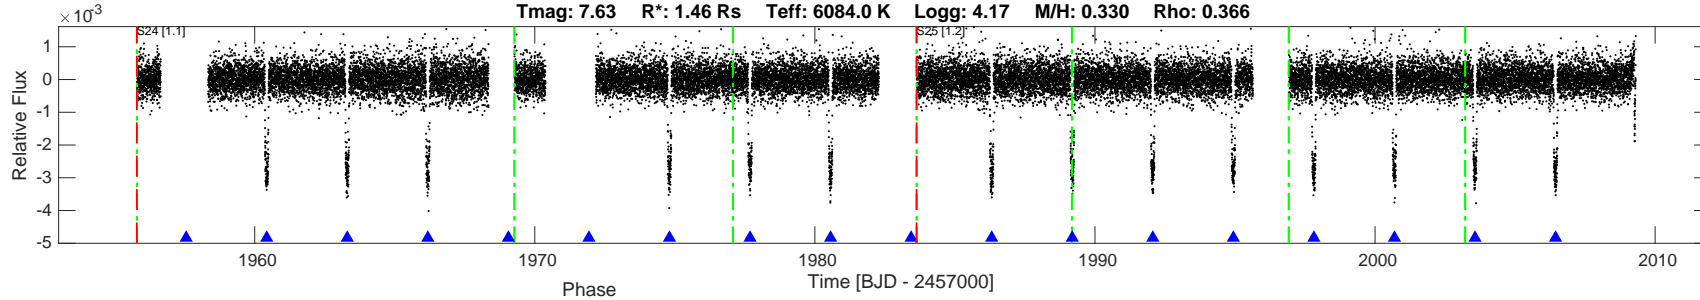 Tmag: 7.63 R*: 1.46 Rs Teff: 6084.0 K Logg: 4.17 M/H: 0.330 Rho: 0.366
×10⁻³
S24 [1.1]
S25 [1.2]
1
0
-1
-2
-3
-4
-5
Relative Flux
1960
1970
1980
1990
2000
2010
Time [BJD - 2457000]
Phase